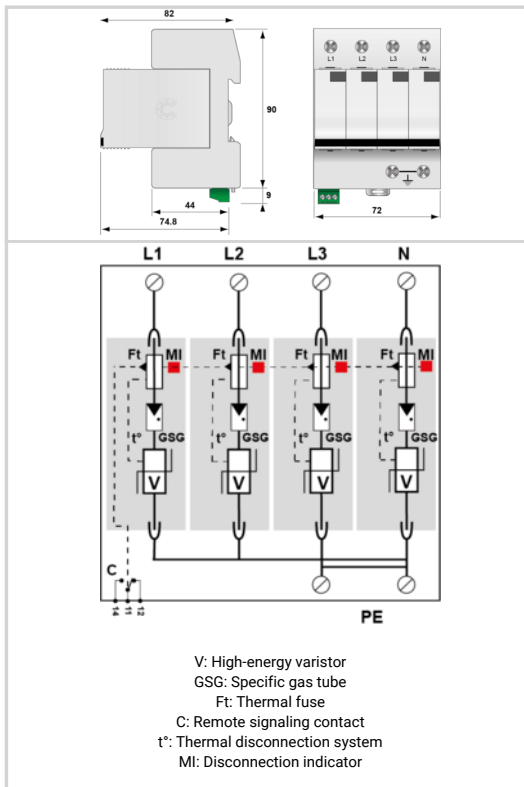 82
L1 L2 L3 N
90
9
44
74.8
72
L1 L2 L3 N
Ft MI Ft MI Ft MI Ft MI
t° GSG t° GSG t° GSG t° GSG
V V V V
C
14 11 12
PE
V: High-energy varistor
GSG: Specific gas tube
Ft: Thermal fuse
C: Remote signaling contact
t°: Thermal disconnection system
MI: Disconnection indicator